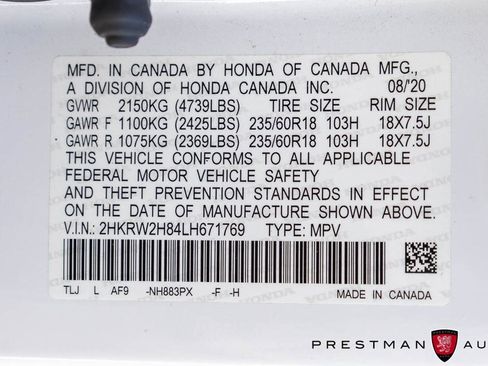 MFD. IN CANADA BY HONDA OF CANADA MFG.,
A DIVISION OF HONDA CANADA INC. 08/'20
GVWR 2150KG (4739LBS) TIRE SIZE RIM SIZE
GAWR F 1100KG (2425LBS) 235/60R18 103H 18X7.5J
GAWR R 1075KG (2369LBS) 235/60R18 103H 18X7.5J
THIS VEHICLE CONFORMS TO ALL APPLICABLE
FEDERAL MOTOR VEHICLE SAFETY
AND THEFT PREVENTION STANDARDS IN EFFECT
ON THE DATE OF MANUFACTURE SHOWN ABOVE.
V.I.N.: 2HKRW2H84LH671769 TYPE: MPV
TLJ L AF9 -NH883PX -F -H
MADE IN CANADA
PRESTMAN AU